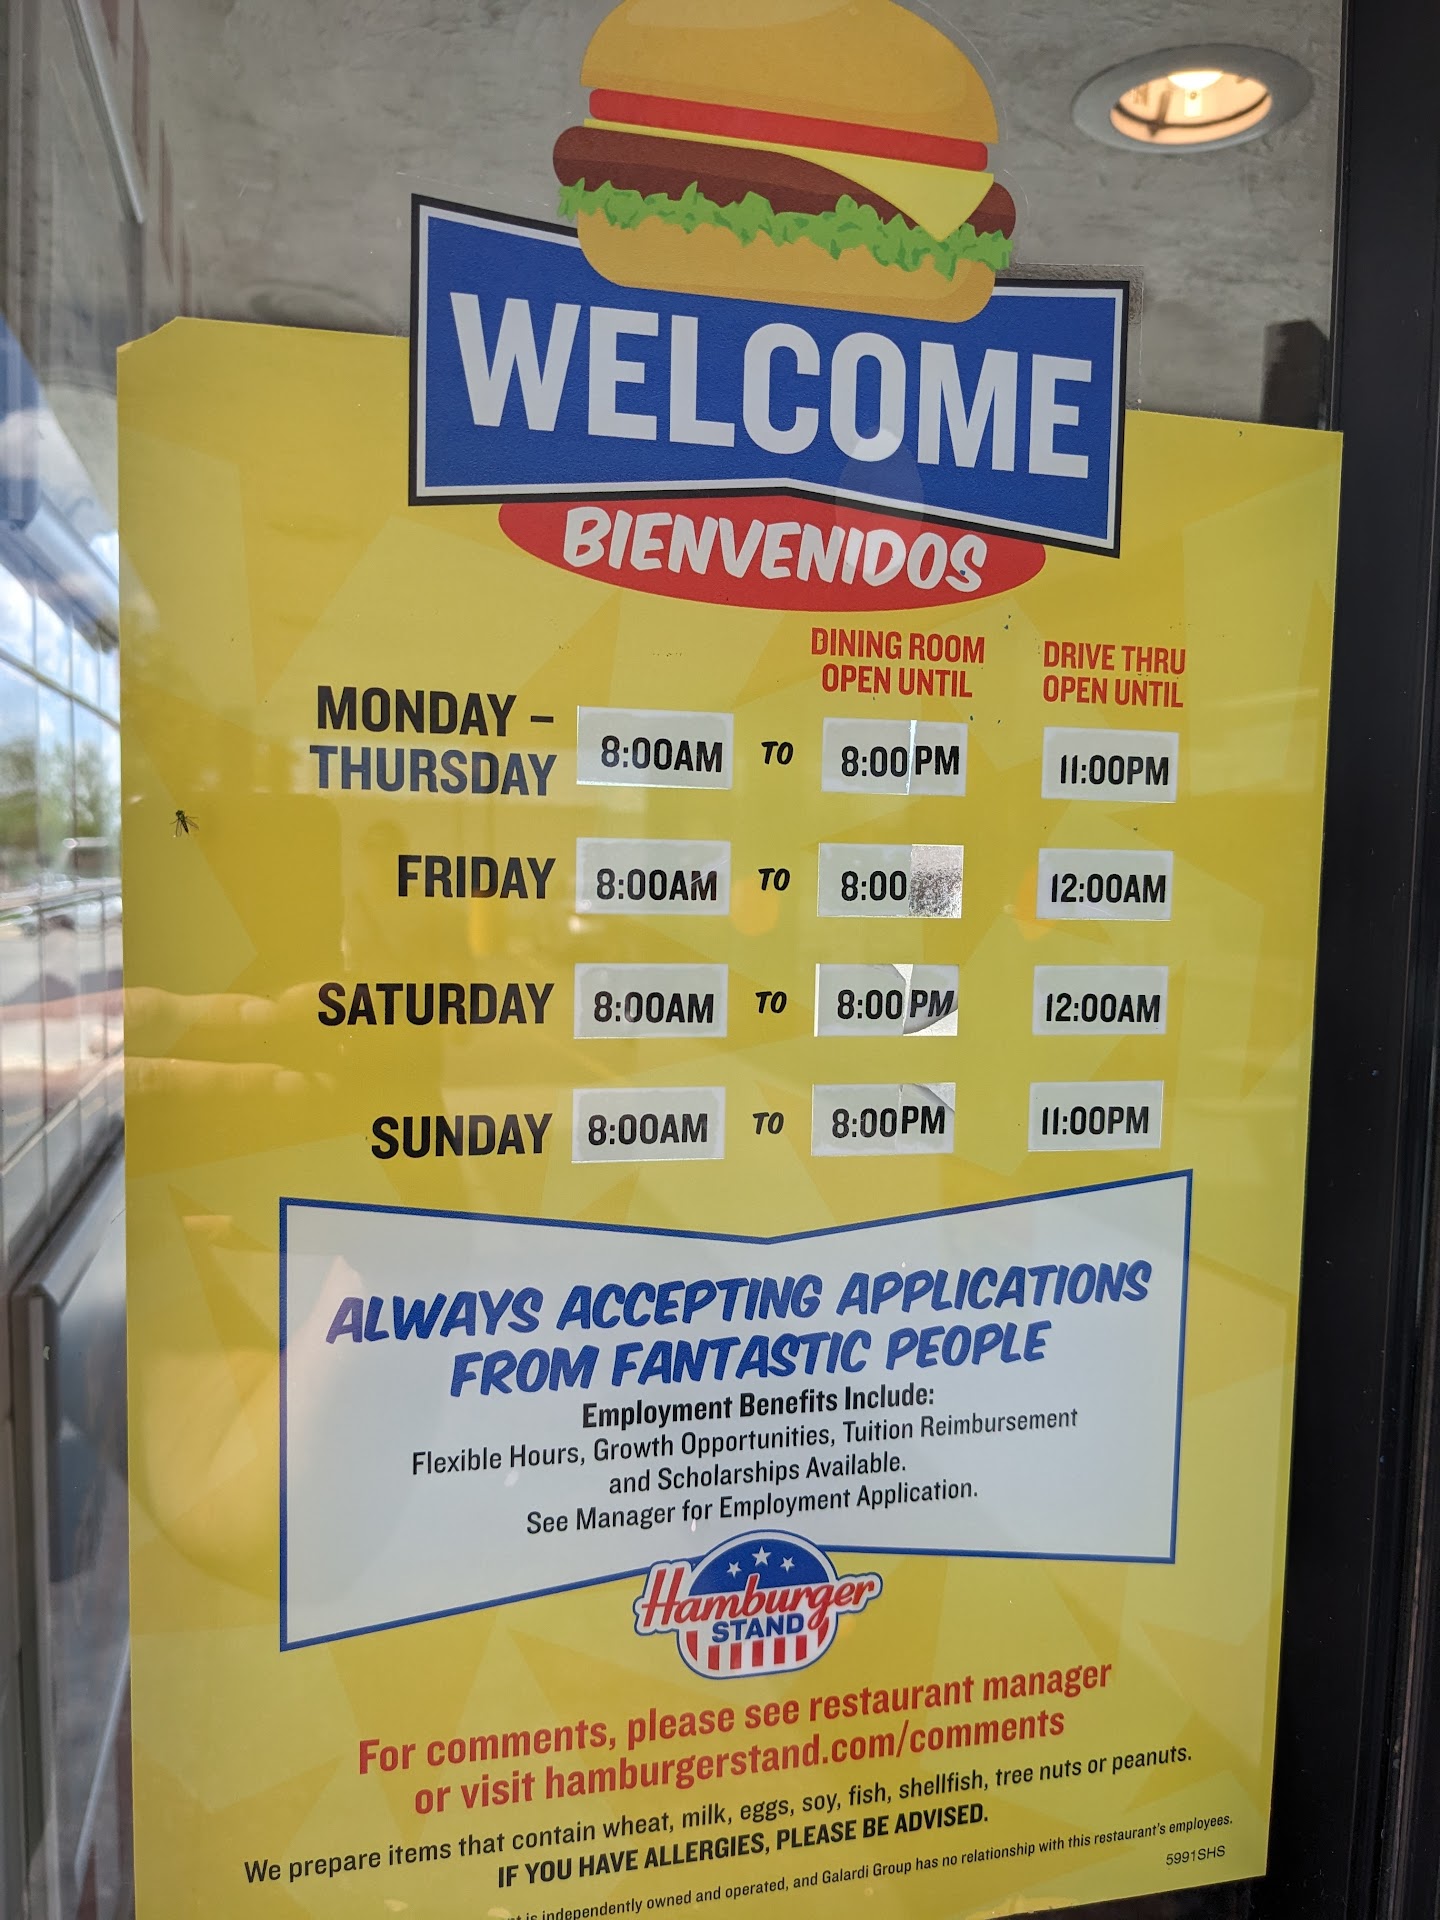 WELCOME
BIENVENIDOS
DINING ROOM
OPEN UNTIL
DRIVE THRU
OPEN UNTIL
MONDAY –
THURSDAY
8:00AM TO 8:00 PM 11:00PM
FRIDAY 8:00AM TO 8:00 12:00AM
SATURDAY 8:00AM TO 8:00 PM 12:00AM
SUNDAY 8:00AM TO 8:00 PM 11:00PM
ALWAYS ACCEPTING APPLICATIONS
FROM FANTASTIC PEOPLE
Employment Benefits Include:
Flexible Hours, Growth Opportunities, Tuition Reimbursement
and Scholarships Available.
See Manager for Employment Application.
Hamburger
STAND
For comments, please see restaurant manager
or visit hamburgerstand.com/comments
We prepare items that contain wheat, milk, eggs, soy, fish, shellfish, tree nuts or peanuts.
IF YOU HAVE ALLERGIES, PLEASE BE ADVISED.
is independently owned and operated, and Galardi Group has no relationship with this restaurant's employees.
5991SHS